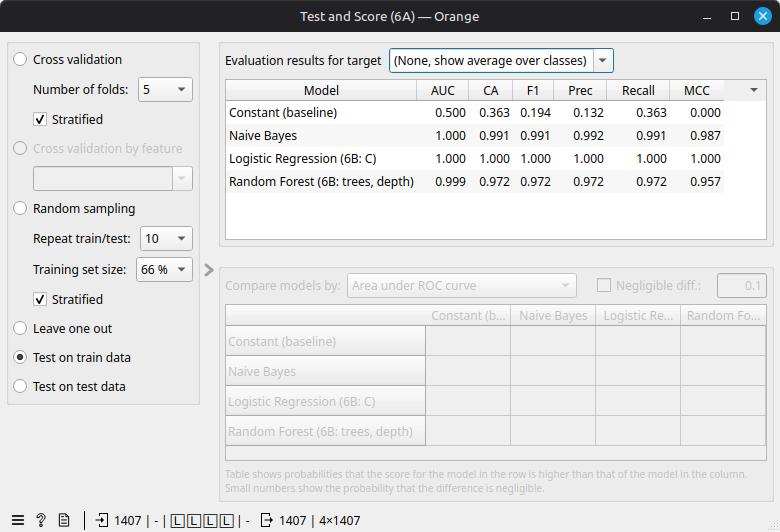 Test and Score (6A) — Orange
Cross validation
Number of folds: 5
Stratified
Cross validation by feature
Random sampling
Repeat train/test: 10
Training set size: 66 %
Stratified
Leave one out
Test on train data
Test on test data
Evaluation results for target (None, show average over classes)
Model AUC CA F1 Prec Recall MCC
Constant (baseline) 0.500 0.363 0.194 0.132 0.363 0.000
Naive Bayes 1.000 0.991 0.991 0.992 0.991 0.987
Logistic Regression (6B: C) 1.000 1.000 1.000 1.000 1.000 1.000
Random Forest (6B: trees, depth) 0.999 0.972 0.972 0.972 0.972 0.957
Compare models by: Area under ROC curve Negligible diff.: 0.1
Constant (b... Naive Bayes Logistic Re... Random Fo...
Constant (baseline)
Naive Bayes
Logistic Regression (6B: C)
Random Forest (6B: trees, depth)
Table shows probabilities that the score for the model in the row is higher than that of the model in the column.
Small numbers show the probability that the difference is negligible.
1407 | - | L L L L | - 1407 | 4×1407